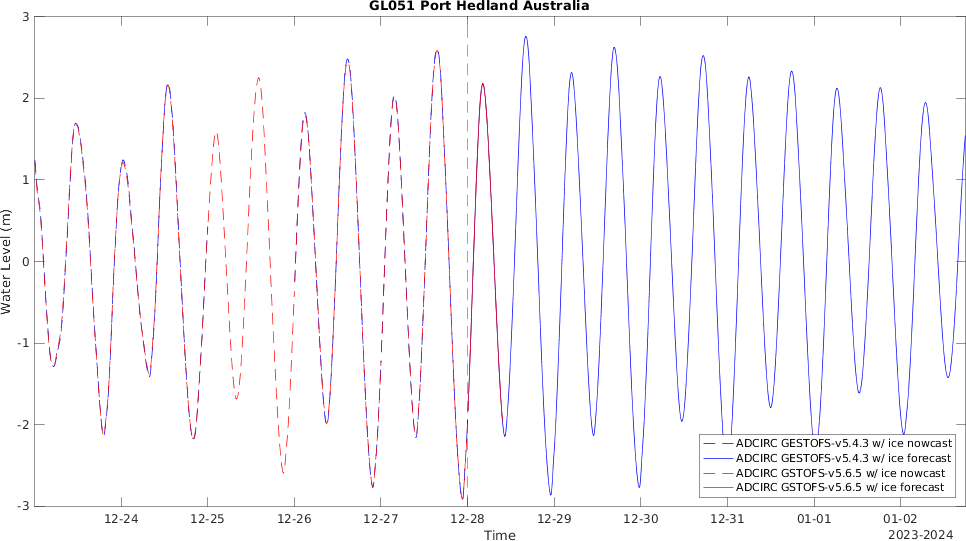 GL051 Port Hedland Australia
3
2
1
0
-1
-2
-3
Water Level (m)
ADCIRC GESTOFS-v5.4.3 w/ ice nowcast
ADCIRC GESTOFS-v5.4.3 w/ ice forecast
ADCIRC GSTOFS-v5.6.5 w/ ice nowcast
ADCIRC GSTOFS-v5.6.5 w/ ice forecast
12-24 12-25 12-26 12-27 12-28 12-29 12-30 12-31 01-01 01-02
Time
2023-2024